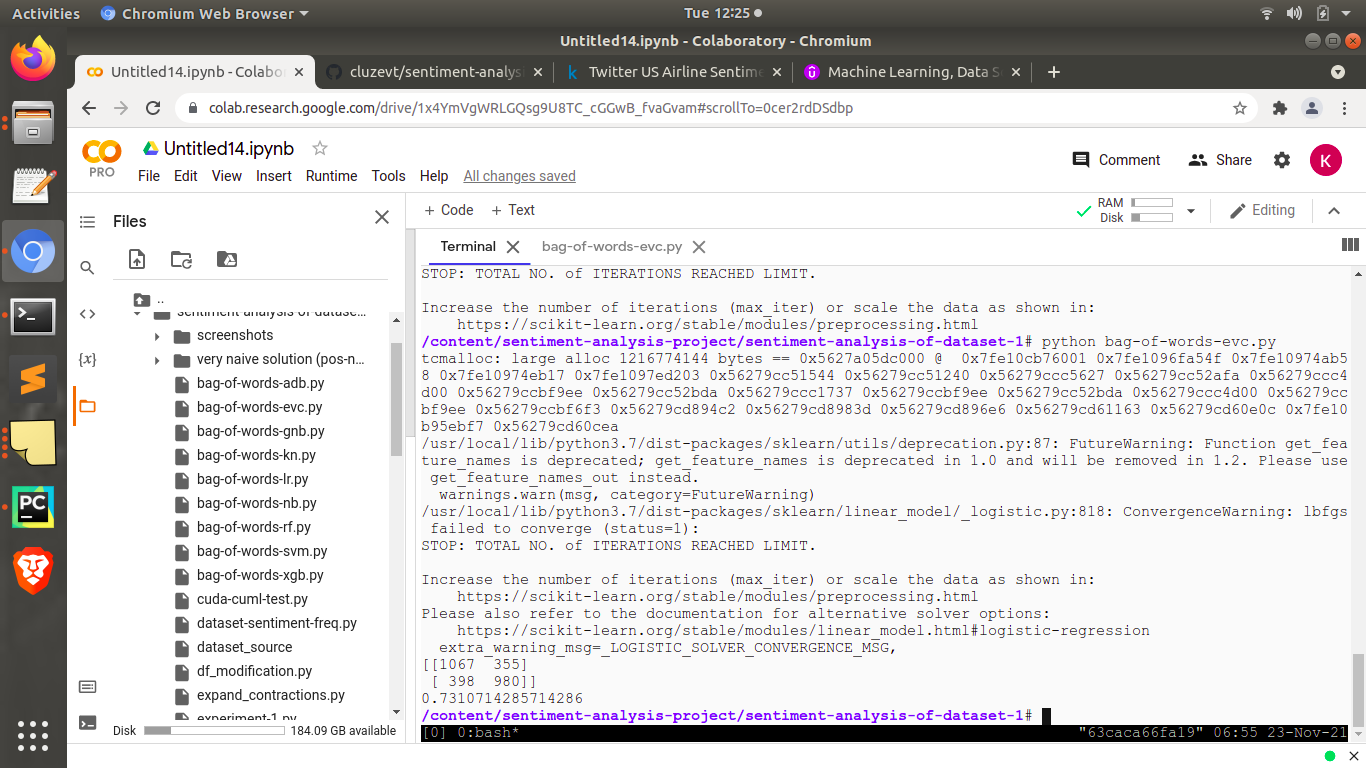 Activities
Chromium Web Browser
Tue 12:25
Untitled14.ipynb - Colaboratory - Chromium
Untitled14.ipynb - Colabo
cluzevt/sentiment-analys
Twitter US Airline Sentime
Machine Learning, Data S
colab.research.google.com/drive/1x4YmVgWRLGQsg9U8TC_cGGwB_fvaGvam#scrollTo=0cer2rdDSdbp
PRO
Untitled14.ipynb
File Edit View Insert Runtime Tools Help All changes saved
Comment
Share
K
Files
+ Code + Text
RAM
Disk
Editing
Terminal
bag-of-words-evc.py
..
sentiment-analysis-of-datase...
screenshots
very naive solution (pos-n...
bag-of-words-adb.py
bag-of-words-evc.py
bag-of-words-gnb.py
bag-of-words-kn.py
bag-of-words-lr.py
bag-of-words-nb.py
bag-of-words-rf.py
bag-of-words-svm.py
bag-of-words-xgb.py
cuda-cuml-test.py
dataset-sentiment-freq.py
dataset_source
df_modification.py
expand_contractions.py
experiment-1.py
Disk 184.09 GB available
STOP: TOTAL NO. of ITERATIONS REACHED LIMIT.
Increase the number of iterations (max_iter) or scale the data as shown in:
https://scikit-learn.org/stable/modules/preprocessing.html
/content/sentiment-analysis-project/sentiment-analysis-of-dataset-1# python bag-of-words-evc.py
tcmalloc: large alloc 1216774144 bytes == 0x5627a05dc000 @ 0x7fe10cb76001 0x7fe1096fa54f 0x7fe10974ab5
8 0x7fe10974eb17 0x7fe1097ed203 0x56279cc51544 0x56279cc51240 0x56279ccc5627 0x56279cc52afa 0x56279ccc4
d00 0x56279ccbf9ee 0x56279cc52bda 0x56279ccc1737 0x56279ccbf9ee 0x56279cc52bda 0x56279ccc4d00 0x56279cc
bf9ee 0x56279ccbf6f3 0x56279cd894c2 0x56279cd8983d 0x56279cd896e6 0x56279cd61163 0x56279cd60e0c 0x7fe10
b95ebf7 0x56279cd60cea
/usr/local/lib/python3.7/dist-packages/sklearn/utils/deprecation.py:87: FutureWarning: Function get_fea
ture_names is deprecated; get_feature_names is deprecated in 1.0 and will be removed in 1.2. Please use
get_feature_names_out instead.
warnings.warn(msg, category=FutureWarning)
/usr/local/lib/python3.7/dist-packages/sklearn/linear_model/_logistic.py:818: ConvergenceWarning: lbfgs
failed to converge (status=1):
STOP: TOTAL NO. of ITERATIONS REACHED LIMIT.
Increase the number of iterations (max_iter) or scale the data as shown in:
https://scikit-learn.org/stable/modules/preprocessing.html
Please also refer to the documentation for alternative solver options:
https://scikit-learn.org/stable/modules/linear_model.html#logistic-regression
extra_warning_msg=_LOGISTIC_SOLVER_CONVERGENCE_MSG,
[[1067 355]
[ 398 980]]
0.7310714285714286
/content/sentiment-analysis-project/sentiment-analysis-of-dataset-1#
[0] 0:bash* "63caca66fa19" 06:55 23-Nov-21